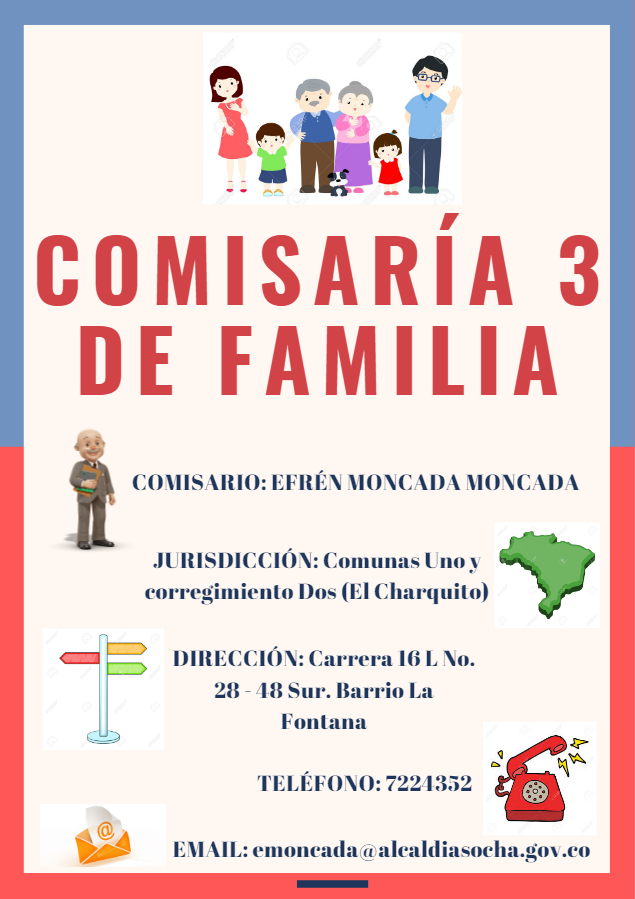 COMISARÍA 3
DE FAMILIA
COMISARIO: EFRÉN MONCADA MONCADA
JURISDICCIÓN: Comunas Uno y
corregimiento Dos (El Charquito)
DIRECCIÓN: Carrera 16 L No.
28 - 48 Sur. Barrio La
Fontana
TELÉFONO: 7224352
EMAIL: emoncada@alcaldiasocha.gov.co